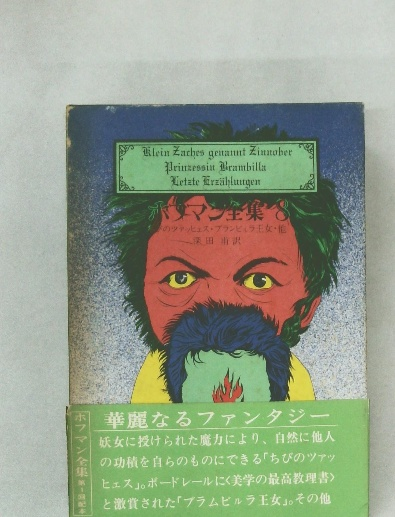 Klein Zaches genannt Zinnober
Prinzessin Brambilla
Letzte Erzählungen
ホフマン全集 8
のツァッヒェス・ブランビルラ王女・他
深田甫訳
ホフマン全集
華麗なるファンタジー
妖女に授けられた魔力により、自然に他人
の功積を自らのものにできる「ちびのツァッ
ヒェス」。ボードレールに〈美学の最高教理書〉
と激賞された「ブラムビルラ王女」。その他